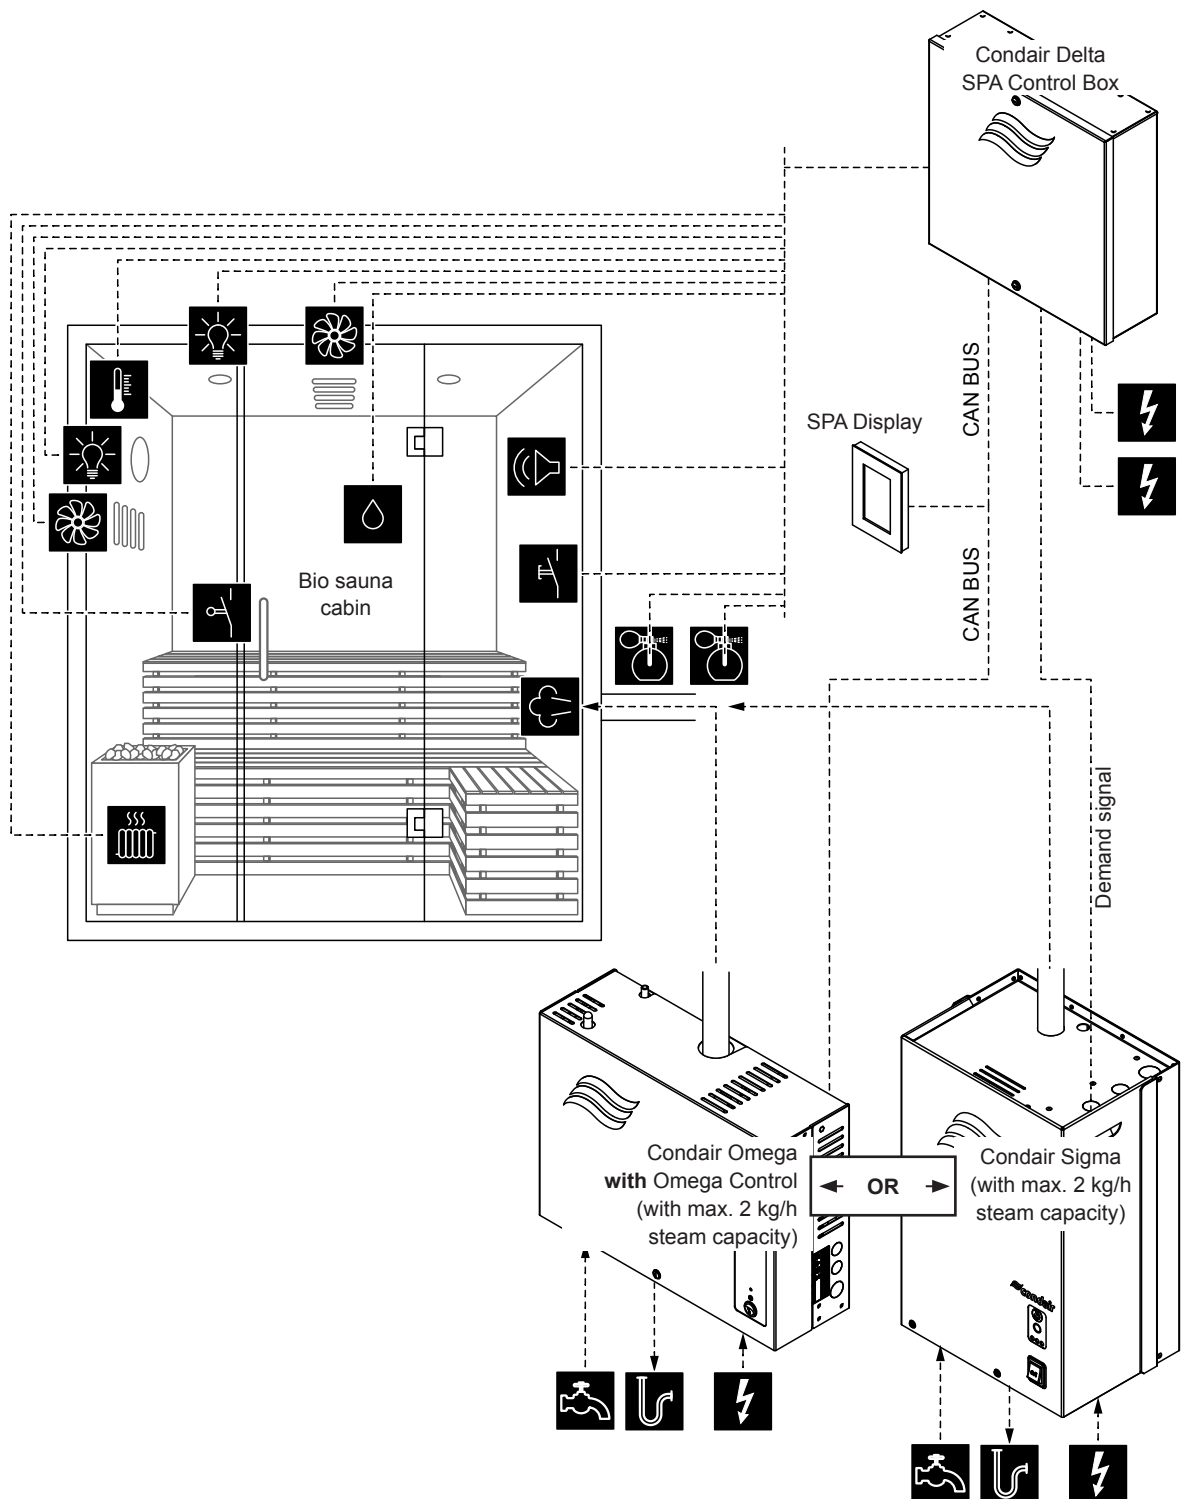 Condair Delta
SPA Control Box
CAN BUS
SPA Display
CAN BUS
Bio sauna
cabin
Demand signal
Condair Omega
with Omega Control
(with max. 2 kg/h
steam capacity)
OR
Condair Sigma
(with max. 2 kg/h
steam capacity)
condair